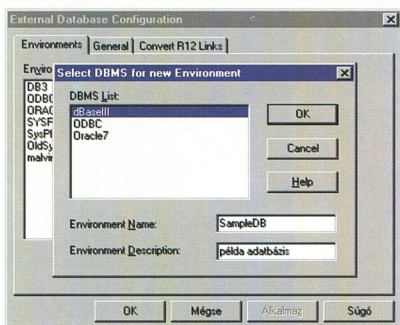 External Database Configuration
Environments
General
Convert R12 Links
Enviro
Select DBMS for new Environment
DB3
ODBC
ORAC
SYSF
SysPl
OldSy
malvi
DBMS List:
dBaseIII
ODBC
Oracle7
OK
Cancel
Help
Environment Name:
SampleDB
Environment Description:
példa adatbázis
OK
Mégse
Alkalmaz
Súgó